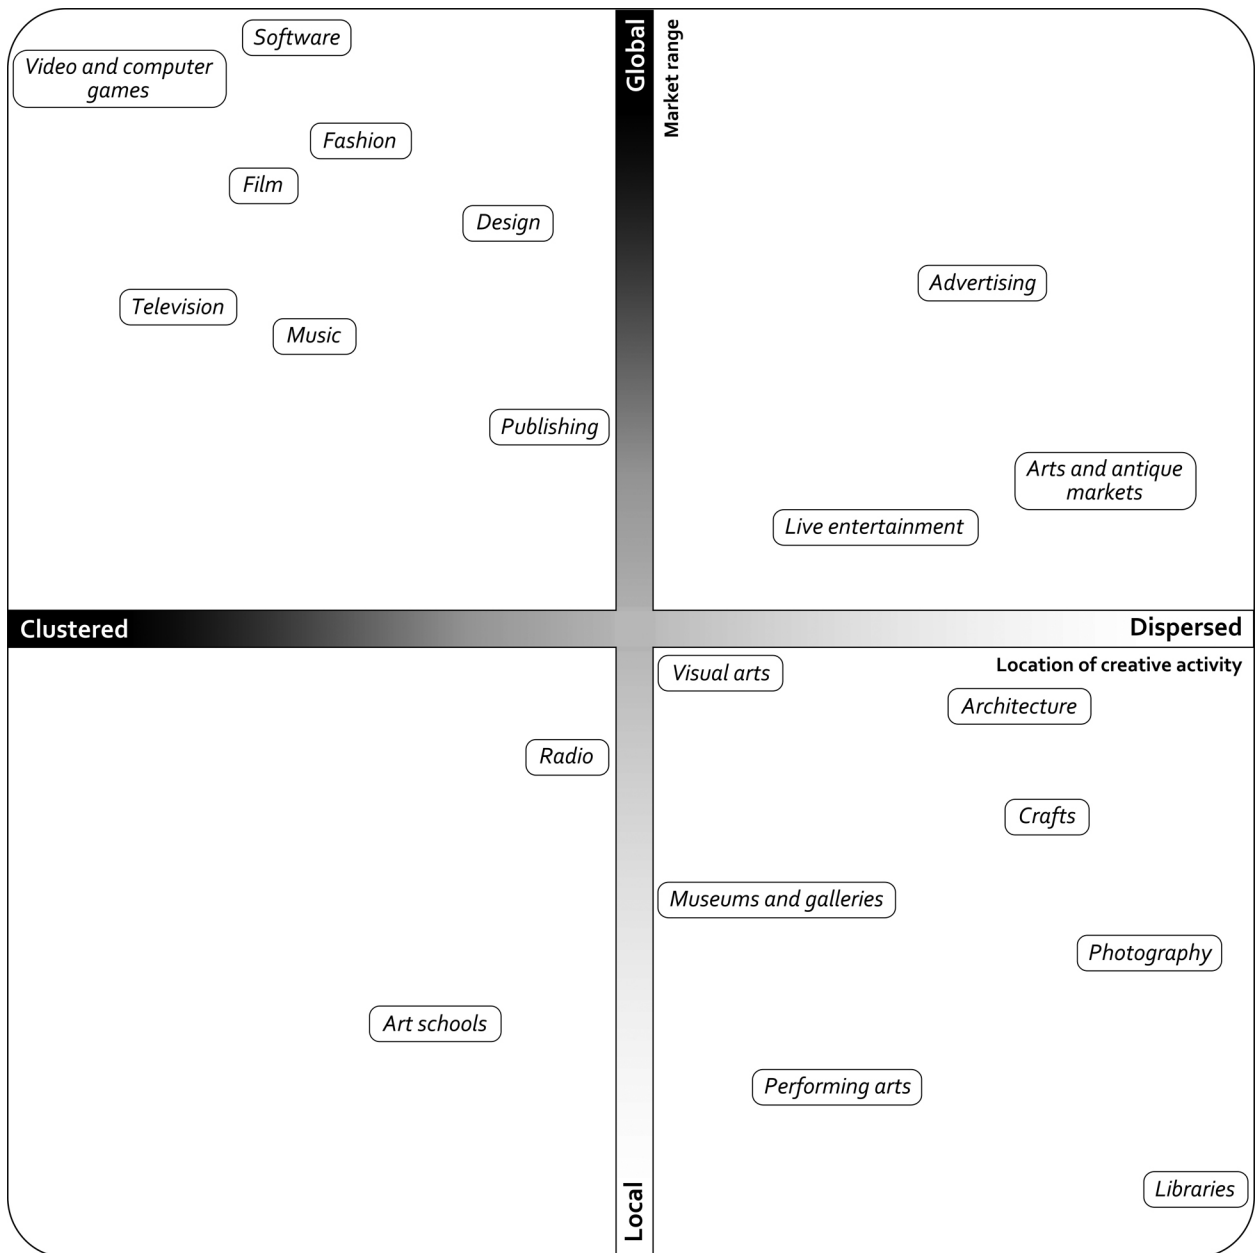 Software
Video and computer
games
Fashion
Film
Design
Television
Music
Publishing
Global
Market range
Advertising
Arts and antique
markets
Live entertainment
Clustered
Dispersed
Location of creative activity
Radio
Art schools
Visual arts
Architecture
Crafts
Museums and galleries
Photography
Performing arts
Libraries
Local